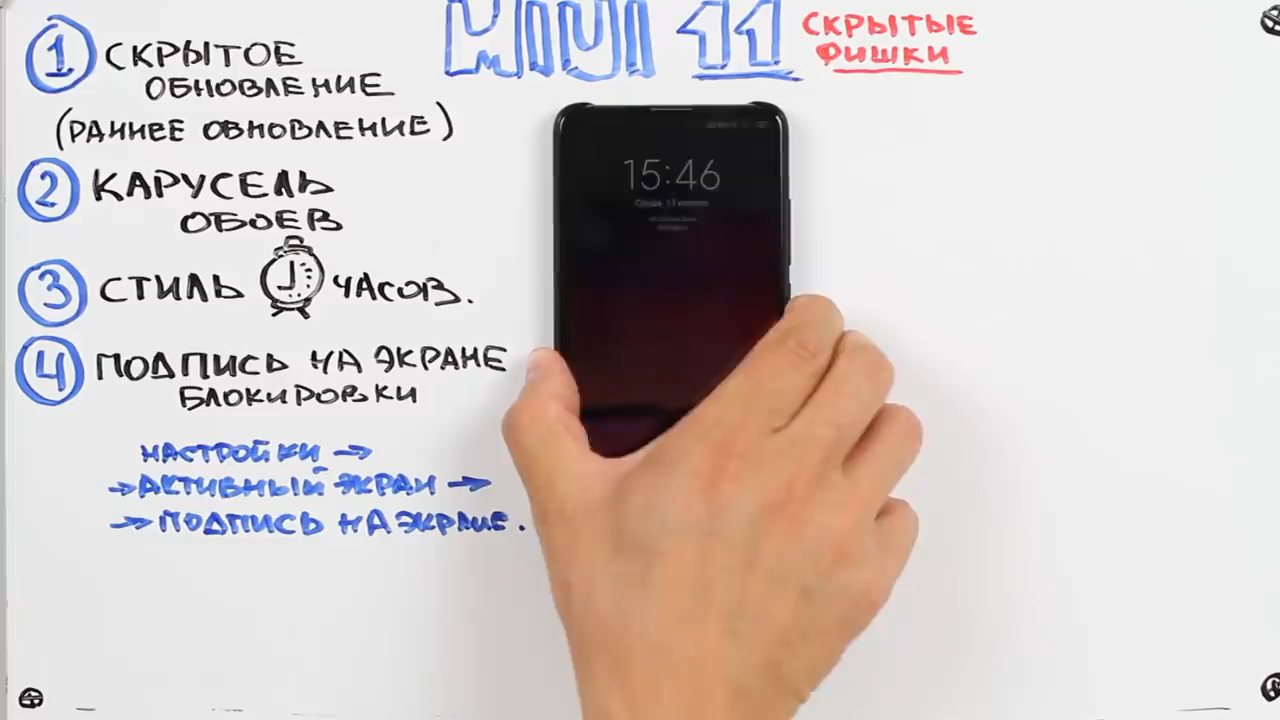 MIUI 11
СКРЫТЫЕ
ФИШКИ
1 СКРЫТОЕ
ОБНОВЛЕНИЕ
(РАННЕЕ ОБНОВЛЕНИЕ)
2 КАРУСЕЛЬ
ОБОЕВ
3 СТИЛЬ ЧАСОВ.
4 ПОДПИСЬ НА ЭКРАНЕ
БЛОКИРОВКИ
НАСТРОЙКИ →
→ АКТИВНЫЙ ЭКРАН →
→ ПОДПИСЬ НА ЭКРАНЕ.
15:46